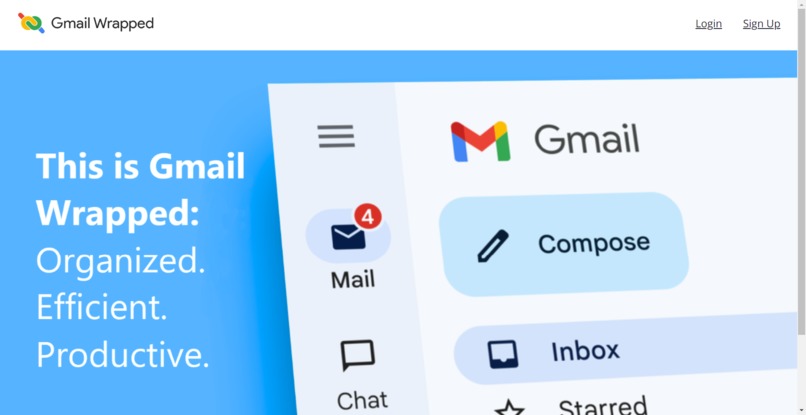 Gmail Wrapped
Login
Sign Up
This is Gmail
Wrapped:
Organized.
Efficient.
Productive.
Gmail
4
Mail
Compose
Chat
Inbox
Starred